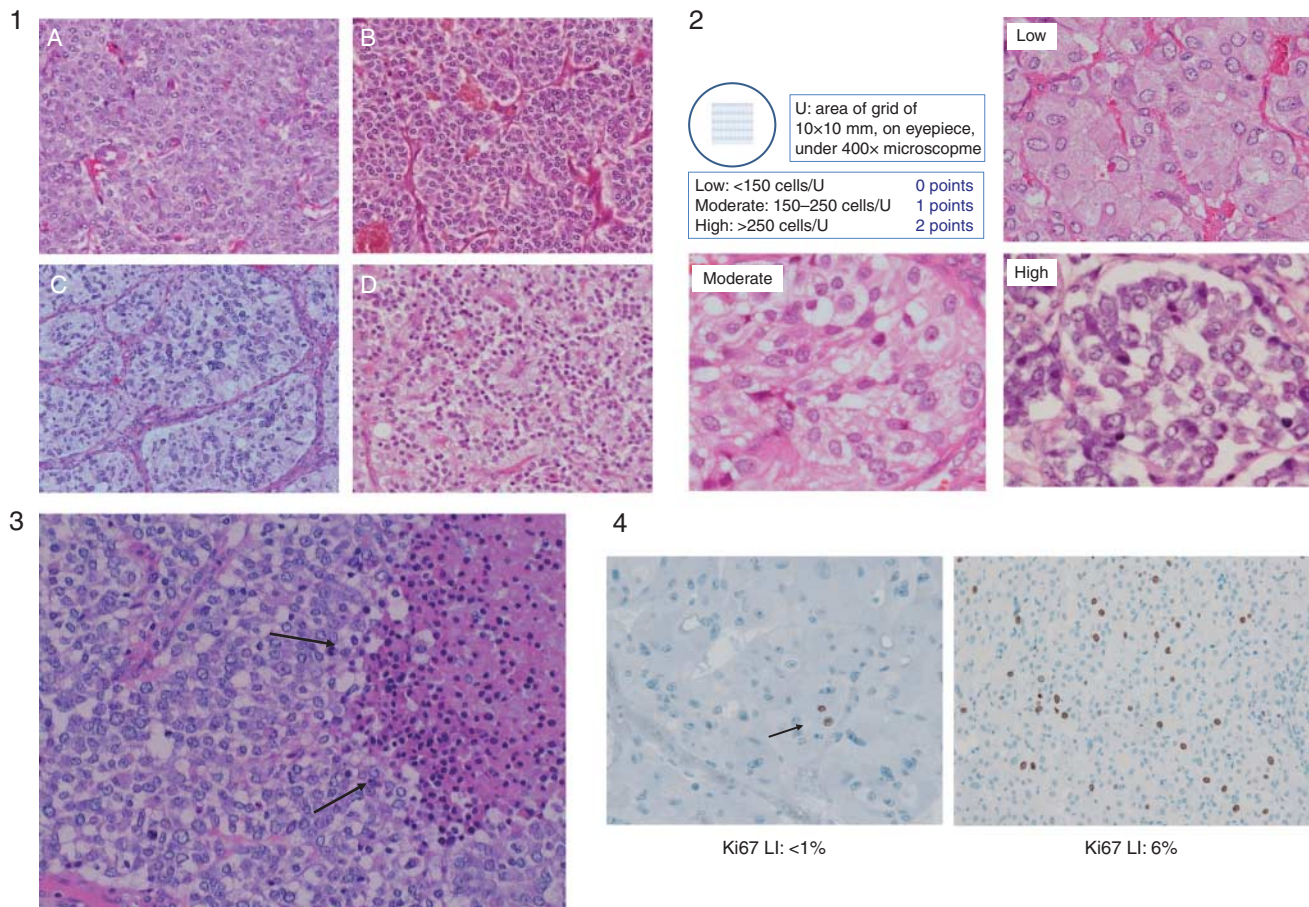 1
A
B
C
D
2
U: area of grid of
10×10 mm, on eyepiece,
under 400× microscopme
Low: <150 cells/U 0 points
Moderate: 150–250 cells/U 1 points
High: >250 cells/U 2 points
Low
Moderate
High
3
4
Ki67 LI: <1%
Ki67 LI: 6%